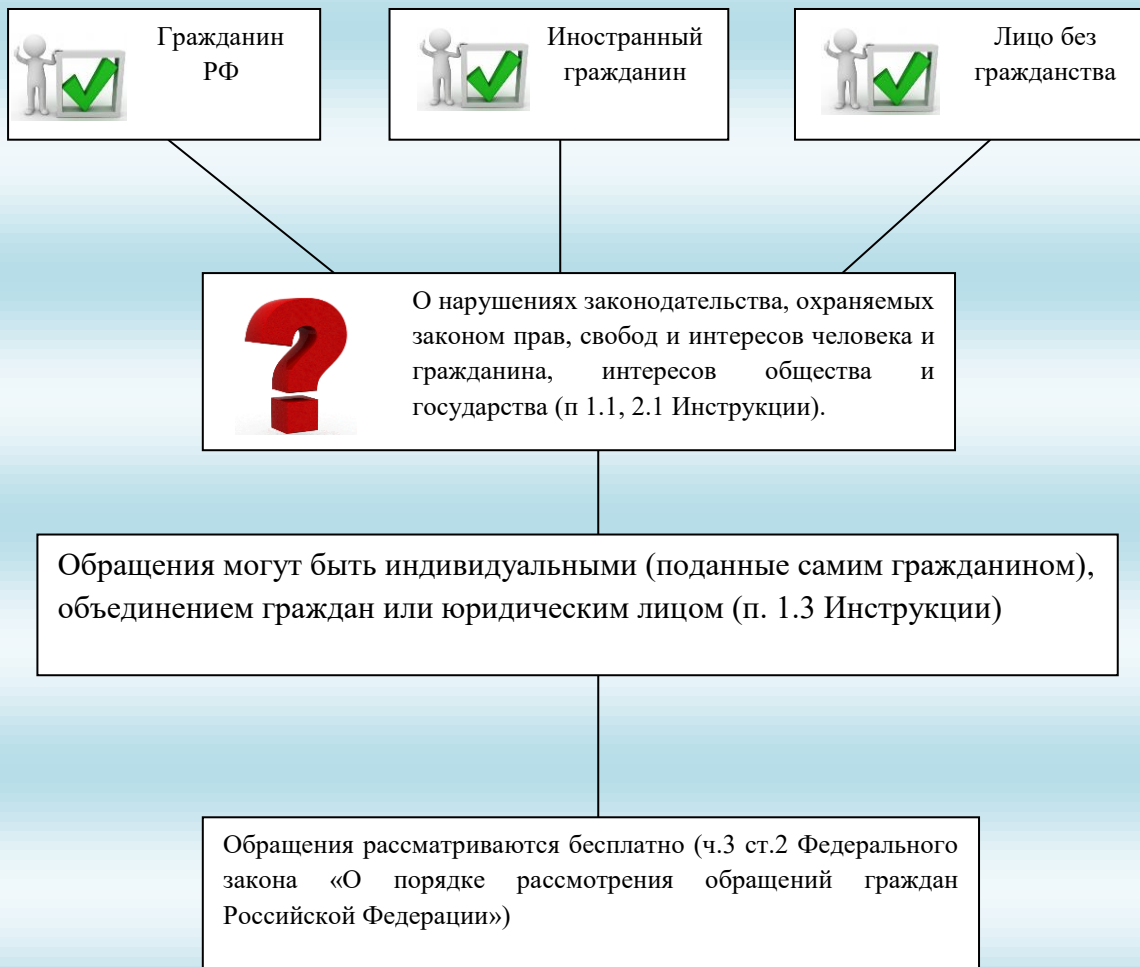 Гражданин
РФ
Иностранный
гражданин
Лицо без
гражданства
О нарушениях законодательства, охраняемых
законом прав, свобод и интересов человека и
гражданина, интересов общества и
государства (п 1.1, 2.1 Инструкции).
Обращения могут быть индивидуальными (поданные самим гражданином),
объединением граждан или юридическим лицом (п. 1.3 Инструкции)
Обращения рассматриваются бесплатно (ч.3 ст.2 Федерального
закона «О порядке рассмотрения обращений граждан
Российской Федерации»)